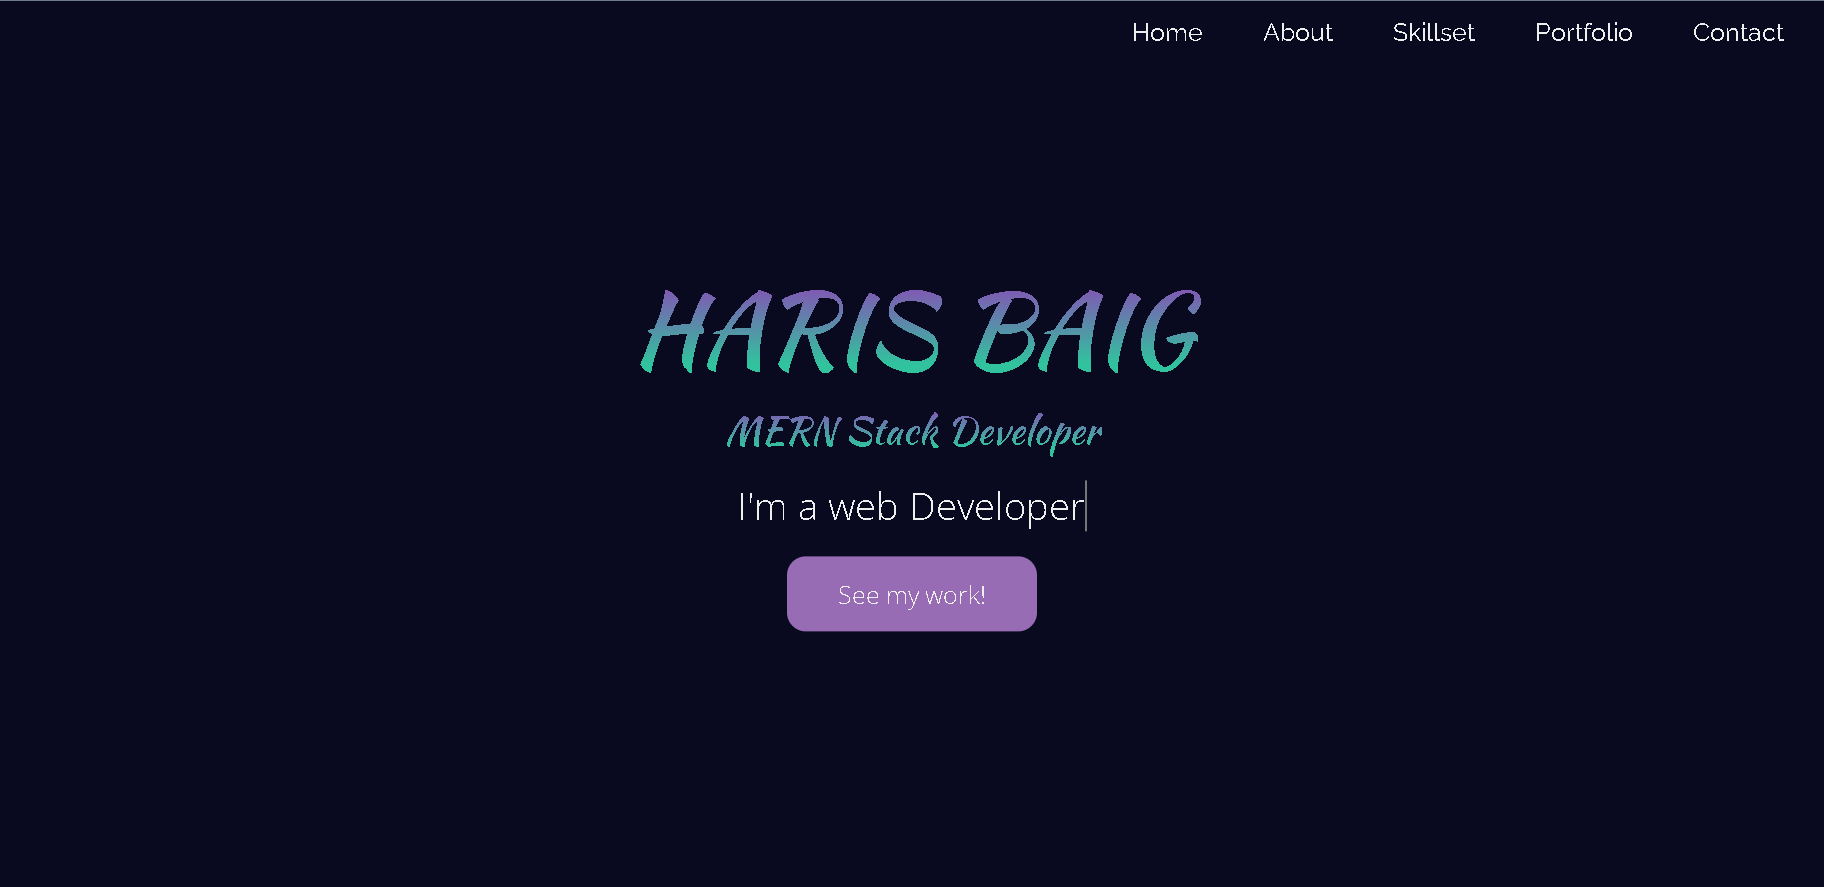 Home About Skillset Portfolio Contact
HARIS BAIG
MERN Stack Developer
I'm a web Developer
See my work!